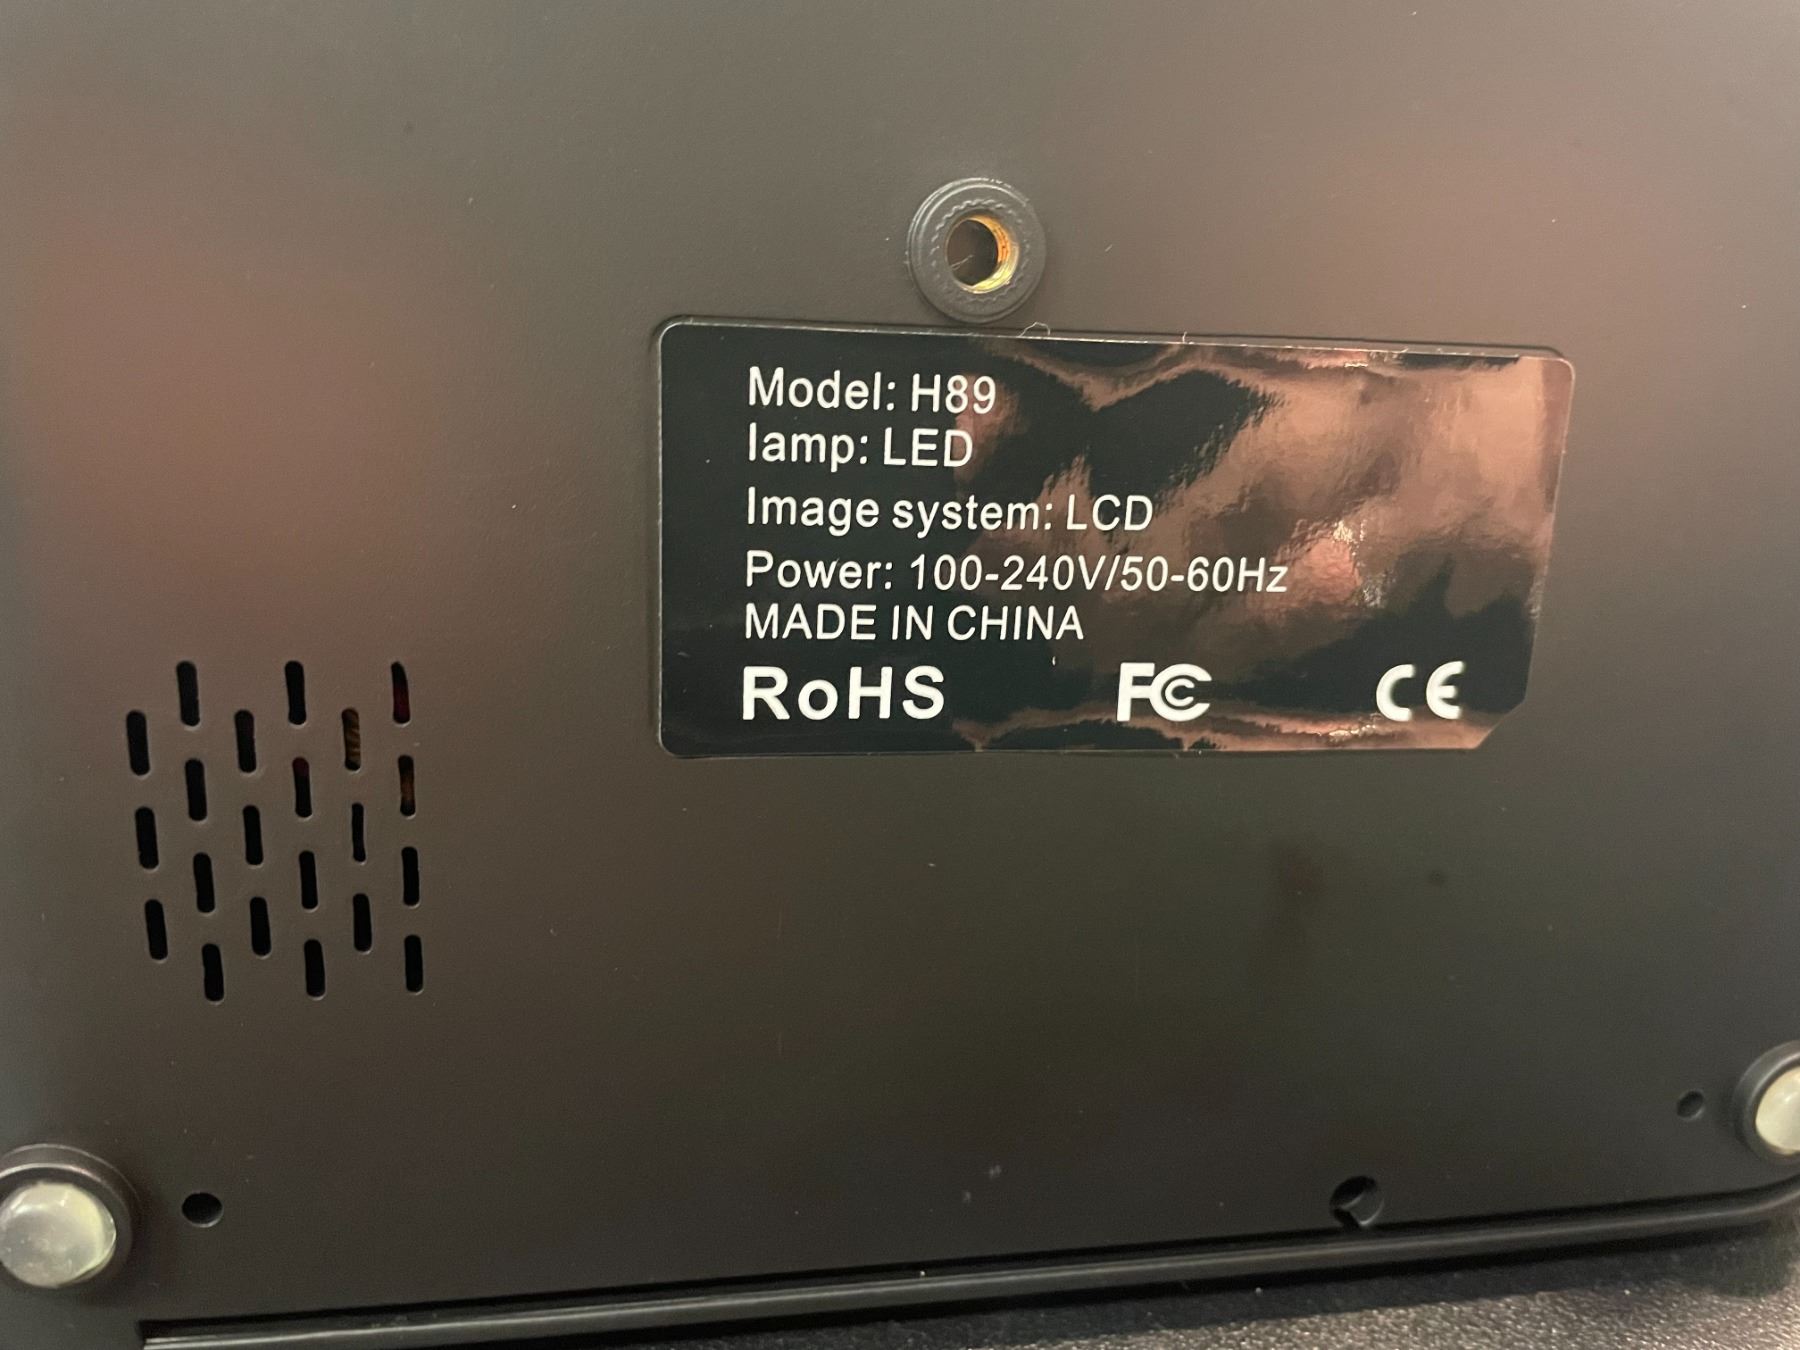 Model: H89
lamp: LED
Image system: LCD
Power: 100-240V/50-60Hz
MADE IN CHINA
RoHS FC CE